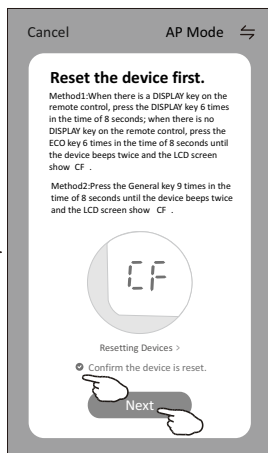 Cancel AP Mode
Reset the device first.
Method1:When there is a DISPLAY key on the
remote control, press the DISPLAY key 6 times
in the time of 8 seconds; when there is no
DISPLAY key on the remote control, press the
ECO key 6 times in the time of 8 seconds until
the device beeps twice and the LCD screen
show CF .
Method2:Press the General key 9 times in the
time of 8 seconds until the device beeps twice
and the LCD screen show CF .
CF
Resetting Devices >
Confirm the device is reset.
Next